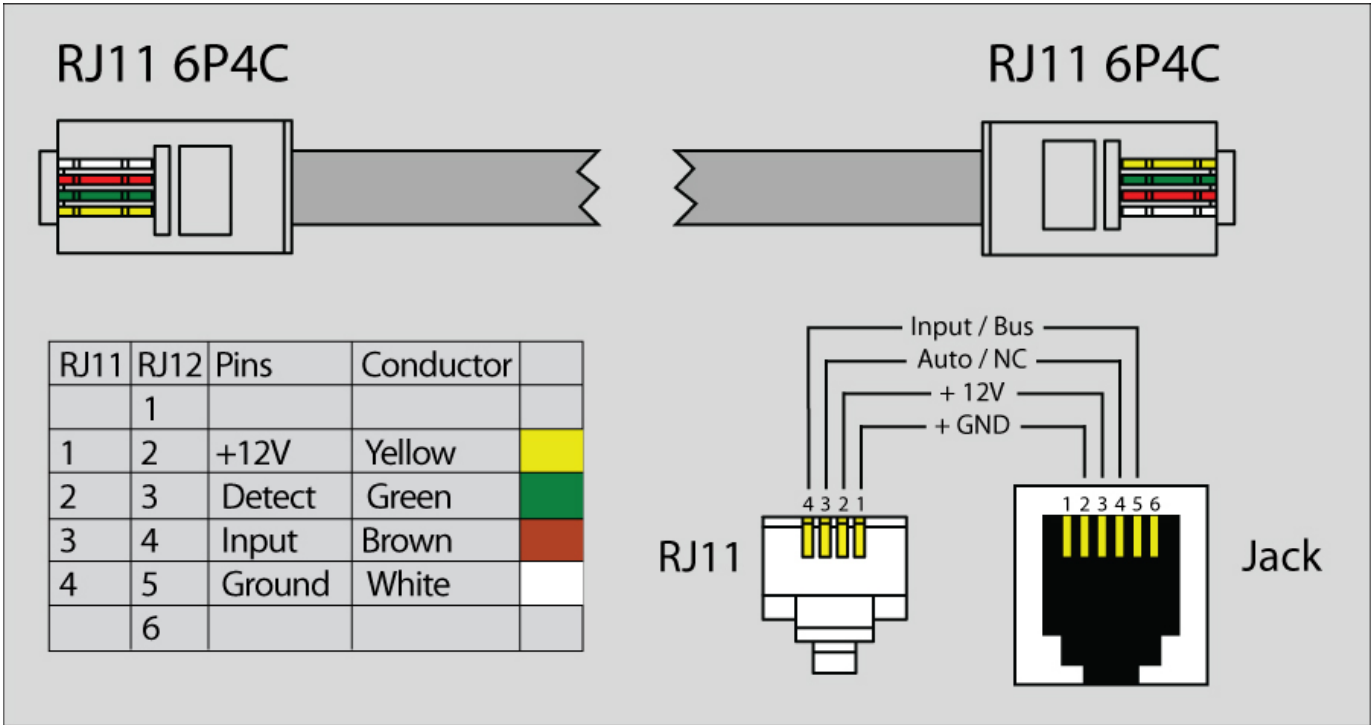 RJ11 6P4C
RJ11 6P4C
RJ11 RJ12 Pins Conductor
1
1 2 +12V Yellow
2 3 Detect Green
3 4 Input Brown
4 5 Ground White
6
Input / Bus
Auto / NC
+ 12V
+ GND
4 3 2 1
RJ11
1 2 3 4 5 6
Jack